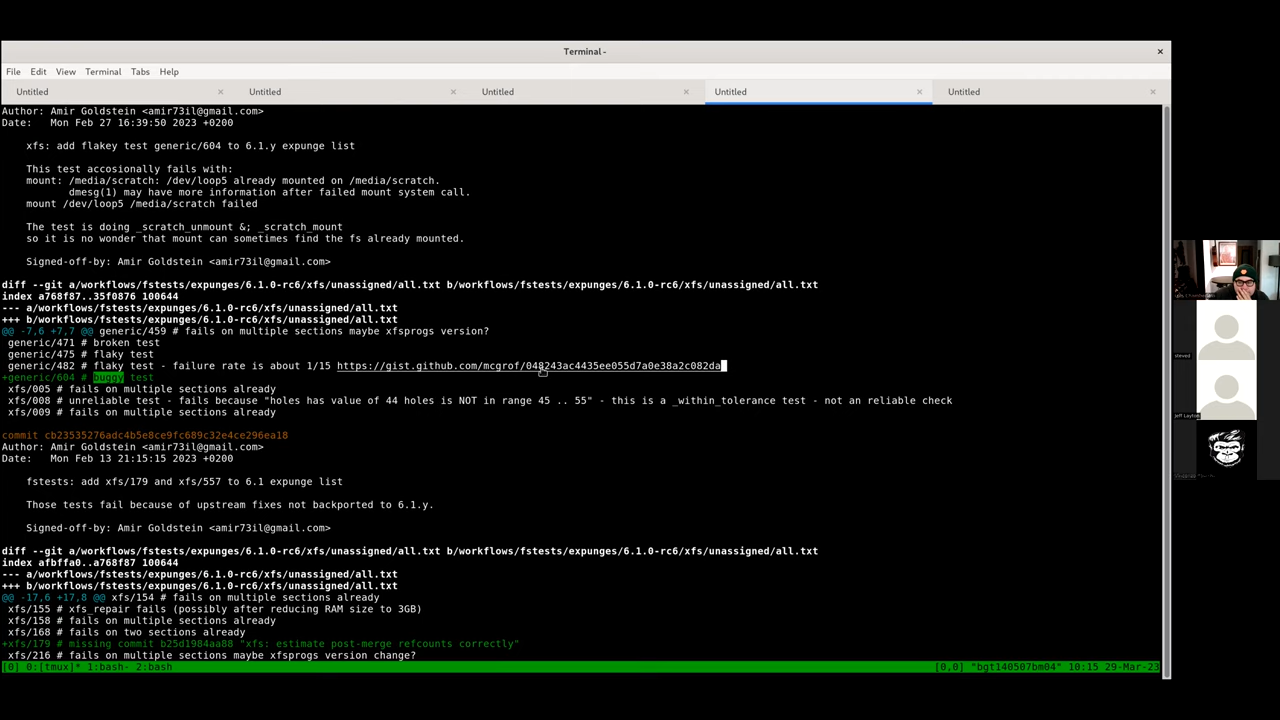 Terminal -
File Edit View Terminal Tabs Help
Untitled Untitled Untitled Untitled Untitled
Author: Amir Goldstein <amir73il@gmail.com>
Date:   Mon Feb 27 16:39:50 2023 +0200
xfs: add flakey test generic/604 to 6.1.y expunge list
This test accosionally fails with:
mount: /media/scratch: /dev/loop5 already mounted on /media/scratch.
dmesg(1) may have more information after failed mount system call.
mount /dev/loop5 /media/scratch failed
The test is doing _scratch_unmount &; _scratch_mount
so it is no wonder that mount can sometimes find the fs already mounted.
Signed-off-by: Amir Goldstein <amir73il@gmail.com>
diff --git a/workflows/fstests/expunges/6.1.0-rc6/xfs/unassigned/all.txt b/workflows/fstests/expunges/6.1.0-rc6/xfs/unassigned/all.txt
index a768f87..35f0876 100644
--- a/workflows/fstests/expunges/6.1.0-rc6/xfs/unassigned/all.txt
+++ b/workflows/fstests/expunges/6.1.0-rc6/xfs/unassigned/all.txt
@@ -7,6 +7,7 @@ generic/459 # fails on multiple sections maybe xfsprogs version?
generic/471 # broken test
generic/475 # flaky test
generic/482 # flaky test - failure rate is about 1/15 https://gist.github.com/mcgrof/048243ac4435ee055d7a0e38a2c082da
+generic/604 # buggy test
xfs/005 # fails on multiple sections already
xfs/008 # unreliable test - fails because "holes has value of 44 holes is NOT in range 45 .. 55" - this is a _within_tolerance test - not an reliable check
xfs/009 # fails on multiple sections already
commit cb23535276adc4b5e8ce9fc689c32e4ce296ea18
Author: Amir Goldstein <amir73il@gmail.com>
Date:   Mon Feb 13 21:15:15 2023 +0200
fstests: add xfs/179 and xfs/557 to 6.1 expunge list
Those tests fail because of upstream fixes not backported to 6.1.y.
Signed-off-by: Amir Goldstein <amir73il@gmail.com>
diff --git a/workflows/fstests/expunges/6.1.0-rc6/xfs/unassigned/all.txt b/workflows/fstests/expunges/6.1.0-rc6/xfs/unassigned/all.txt
index afbffa0..a768f87 100644
--- a/workflows/fstests/expunges/6.1.0-rc6/xfs/unassigned/all.txt
+++ b/workflows/fstests/expunges/6.1.0-rc6/xfs/unassigned/all.txt
@@ -17,6 +17,8 @@ xfs/154 # fails on multiple sections already
xfs/155 # xfs_repair fails (possibly after reducing RAM size to 3GB)
xfs/158 # fails on multiple sections already
xfs/168 # fails on two sections already
+xfs/179 # missing commit b25d1984aa88 "xfs: estimate post-merge refcounts correctly"
xfs/216 # fails on multiple sections maybe xfsprogs version change?
[0] 0:[tmux]* 1:bash- 2:bash [0,0] "bgt140507bm04" 10:15 29-Mar-23
steved
Jeff Layton